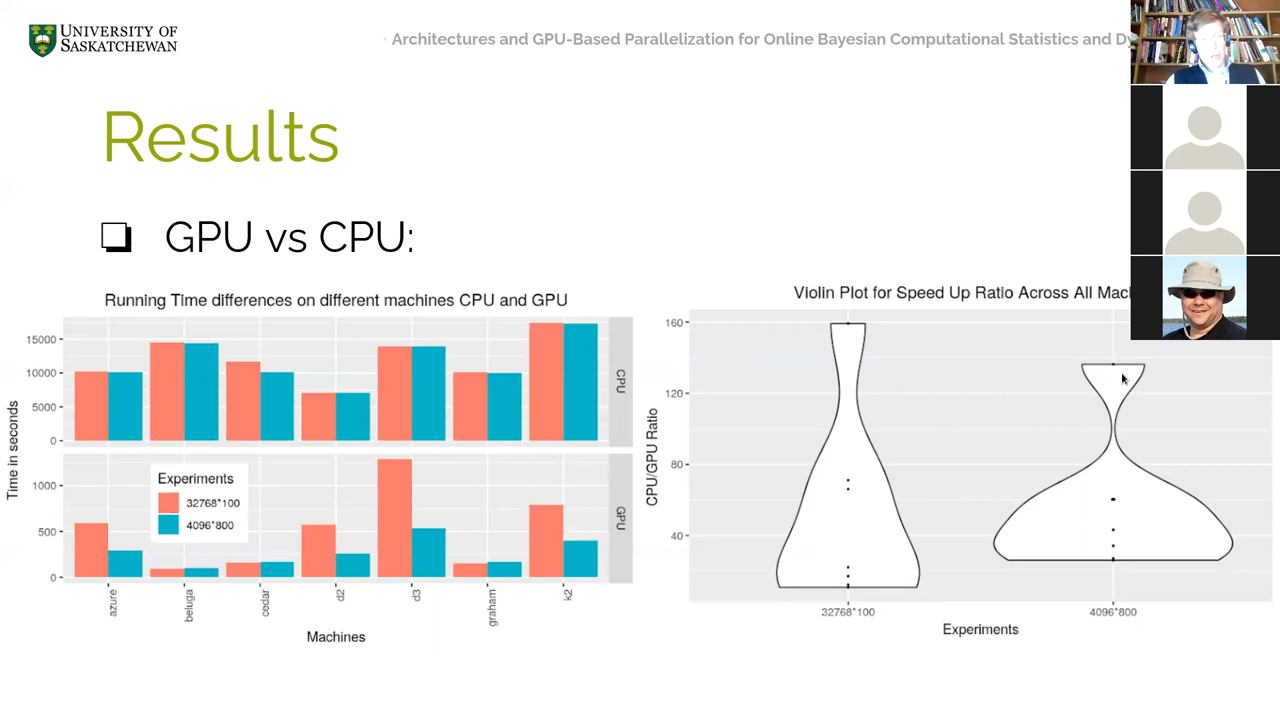 UNIVERSITY OF
SASKATCHEWAN
Architectures and GPU-Based Parallelization for Online Bayesian Computational Statistics and
Results
GPU vs CPU:
Running Time differences on different machines CPU and GPU
Time in seconds
15000
10000
5000
0
CPU
1000
500
0
GPU
Experiments
32768*100
4096*800
azure
beluga
cedar
d2
d3
graham
k2
Machines
Violin Plot for Speed Up Ratio Across All
CPU/GPU Ratio
160
120
80
40
32768*100
4096*800
Experiments